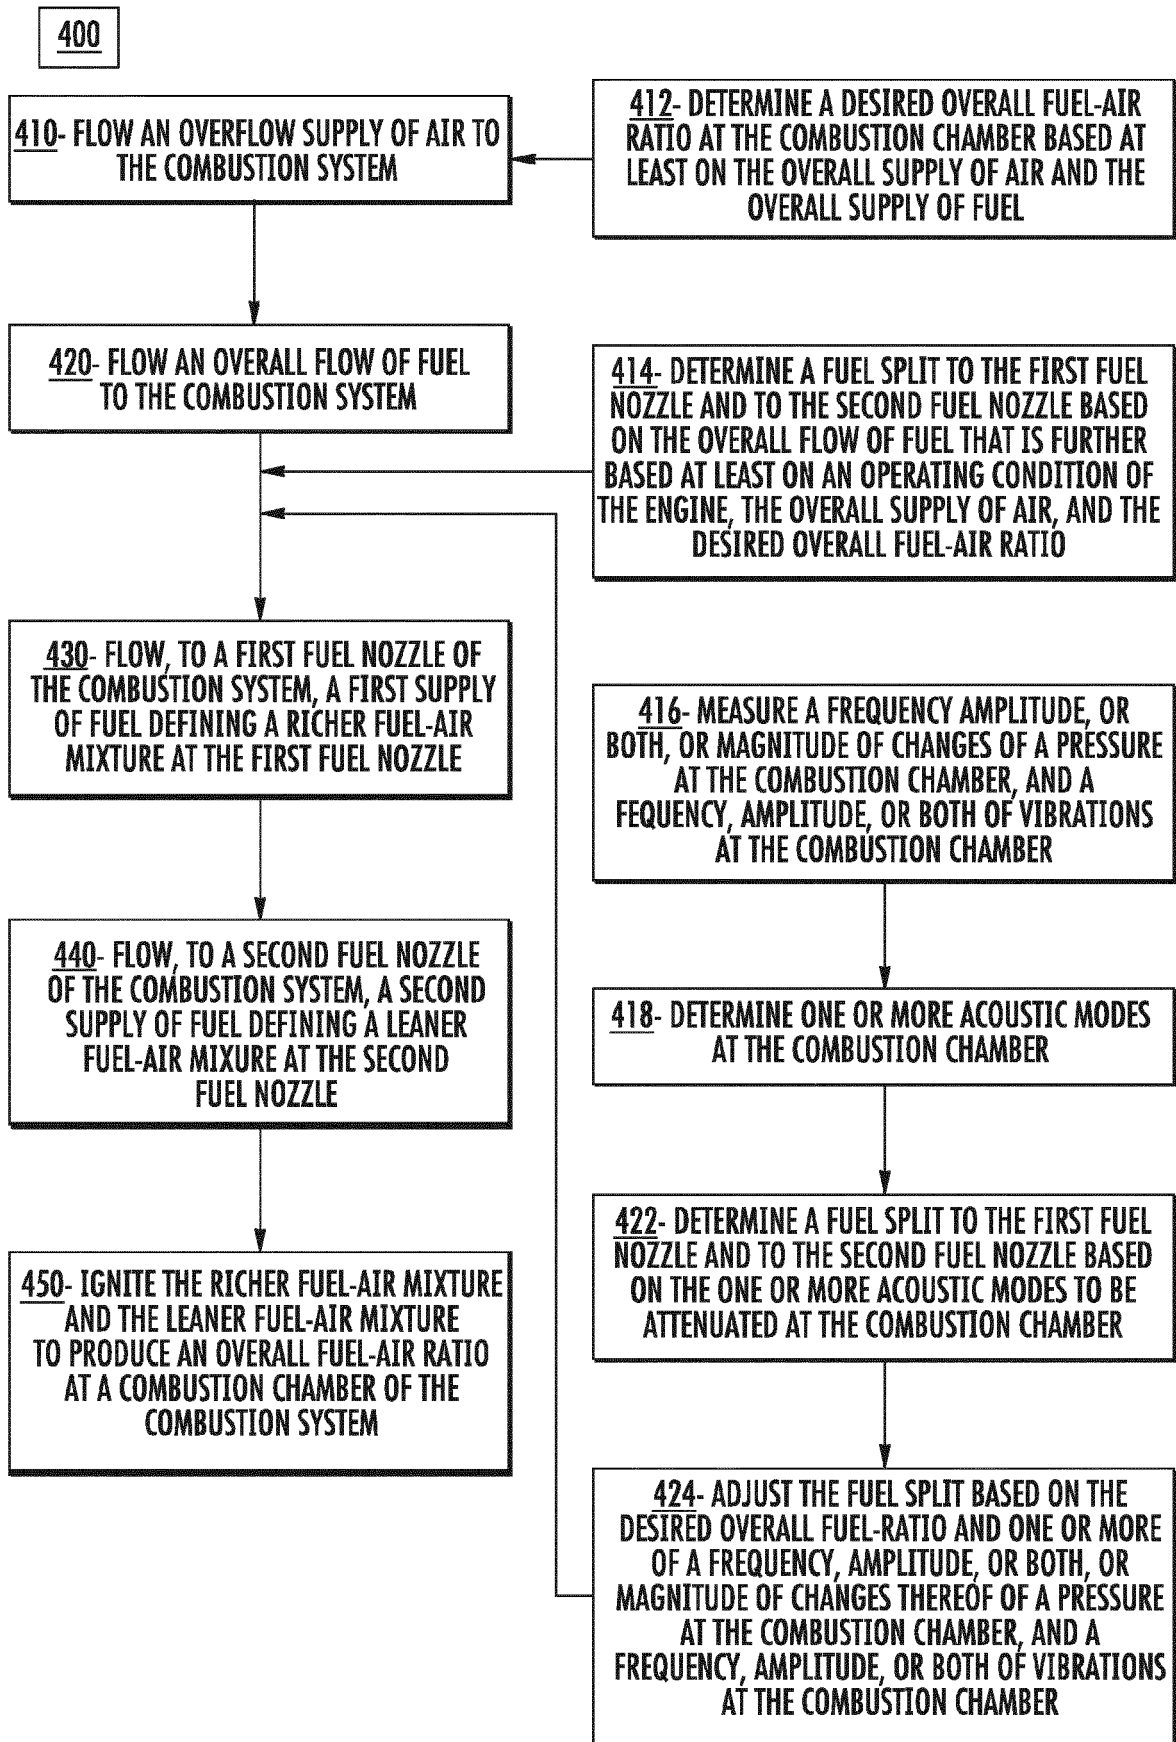 400
410- FLOW AN OVERFLOW SUPPLY OF AIR TO
THE COMBUSTION SYSTEM
412- DETERMINE A DESIRED OVERALL FUEL-AIR
RATIO AT THE COMBUSTION CHAMBER BASED AT
LEAST ON THE OVERALL SUPPLY OF AIR AND THE
OVERALL SUPPLY OF FUEL
420- FLOW AN OVERALL FLOW OF FUEL
TO THE COMBUSTION SYSTEM
414- DETERMINE A FUEL SPLIT TO THE FIRST FUEL
NOZZLE AND TO THE SECOND FUEL NOZZLE BASED
ON THE OVERALL FLOW OF FUEL THAT IS FURTHER
BASED AT LEAST ON AN OPERATING CONDITION OF
THE ENGINE, THE OVERALL SUPPLY OF AIR, AND THE
DESIRED OVERALL FUEL-AIR RATIO
430- FLOW, TO A FIRST FUEL NOZZLE OF
THE COMBUSTION SYSTEM, A FIRST SUPPLY
OF FUEL DEFINING A RICHER FUEL-AIR
MIXTURE AT THE FIRST FUEL NOZZLE
416- MEASURE A FREQUENCY AMPLITUDE, OR
BOTH, OR MAGNITUDE OF CHANGES OF A PRESSURE
AT THE COMBUSTION CHAMBER, AND A
FEQUENCY, AMPLITUDE, OR BOTH OF VIBRATIONS
AT THE COMBUSTION CHAMBER
440- FLOW, TO A SECOND FUEL NOZZLE
OF THE COMBUSTION SYSTEM, A SECOND
SUPPLY OF FUEL DEFINING A LEANER
FUEL-AIR MIXURE AT THE SECOND
FUEL NOZZLE
418- DETERMINE ONE OR MORE ACOUSTIC MODES
AT THE COMBUSTION CHAMBER
422- DETERMINE A FUEL SPLIT TO THE FIRST FUEL
NOZZLE AND TO THE SECOND FUEL NOZZLE BASED
ON THE ONE OR MORE ACOUSTIC MODES TO BE
ATTENUATED AT THE COMBUSTION CHAMBER
450- IGNITE THE RICHER FUEL-AIR MIXTURE
AND THE LEANER FUEL-AIR MIXTURE
TO PRODUCE AN OVERALL FUEL-AIR RATIO
AT A COMBUSTION CHAMBER OF THE
COMBUSTION SYSTEM
424- ADJUST THE FUEL SPLIT BASED ON THE
DESIRED OVERALL FUEL-RATIO AND ONE OR MORE
OF A FREQUENCY, AMPLITUDE, OR BOTH, OR
MAGNITUDE OF CHANGES THEREOF OF A PRESSURE
AT THE COMBUSTION CHAMBER, AND A
FREQUENCY, AMPLITUDE, OR BOTH OF VIBRATIONS
AT THE COMBUSTION CHAMBER